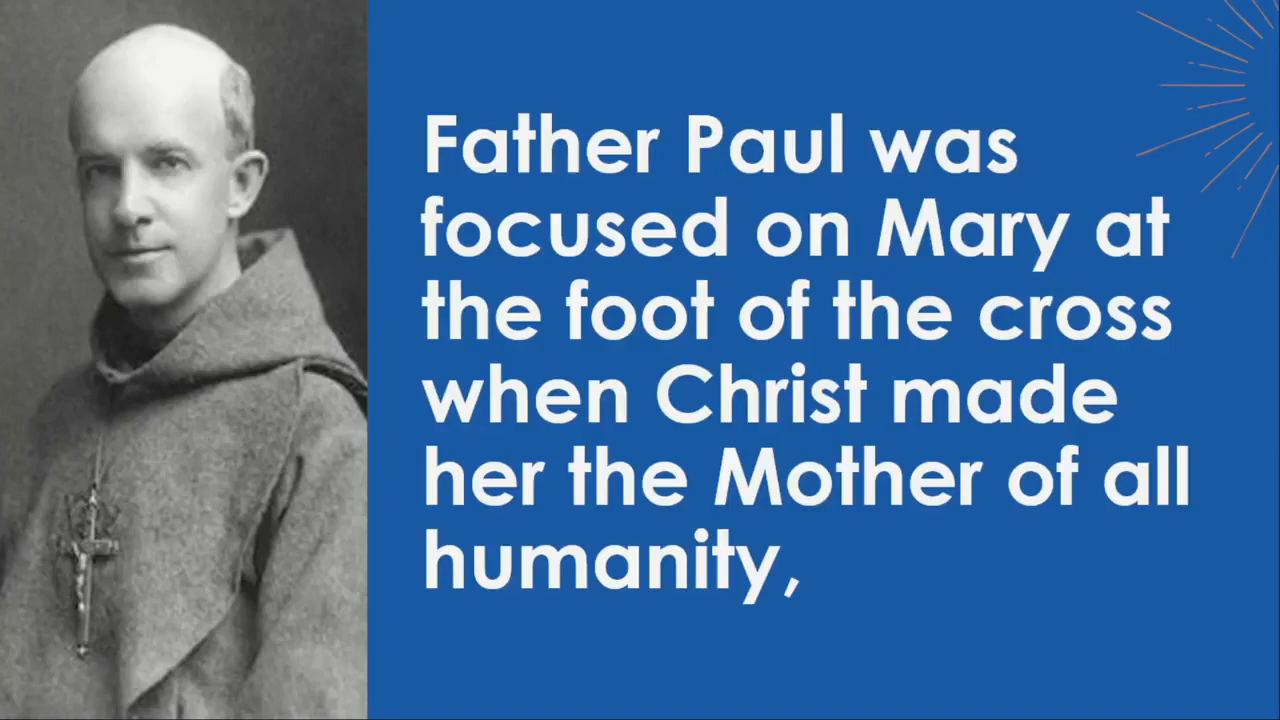 Father Paul was
focused on Mary at
the foot of the cross
when Christ made
her the Mother of all
humanity,